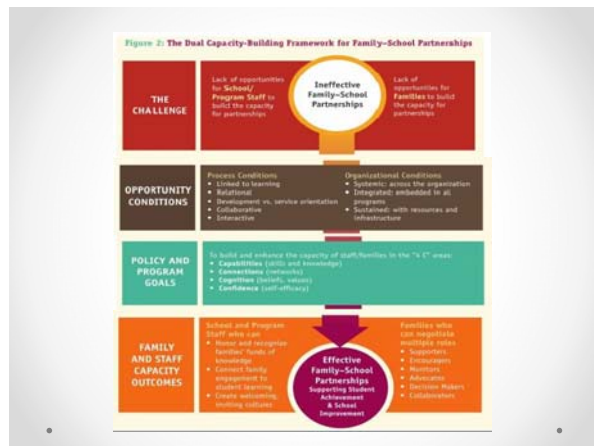 Figure 2: The Dual Capacity-Building Framework for Family–School Partnerships
THE
CHALLENGE
Lack of opportunities
for School/
Program Staff to
build the capacity
for partnerships
Ineffective
Family–School
Partnerships
Lack of
opportunities for
Families to build
the capacity for
partnerships
OPPORTUNITY
CONDITIONS
Process Conditions
• Linked to learning
• Relational
• Development vs. service orientation
• Collaborative
• Interactive
Organizational Conditions
• Systemic: across the organization
• Integrated: embedded in all
programs
• Sustained: with resources and
infrastructure
POLICY AND
PROGRAM
GOALS
To build and enhance the capacity of staff/families in the "4 C" areas:
• Capabilities (skills and knowledge)
• Connections (networks)
• Cognition (beliefs, values)
• Confidence (self-efficacy)
FAMILY
AND STAFF
CAPACITY
OUTCOMES
School and Program
Staff who can
• Honor and recognize
families' funds of
knowledge
• Connect family
engagement to
student learning
• Create welcoming,
inviting cultures
Effective
Family–School
Partnerships
Supporting Student
Achievement
& School
Improvement
Families who
can negotiate
multiple roles
• Supporters
• Encouragers
• Monitors
• Advocates
• Decision Makers
• Collaborators